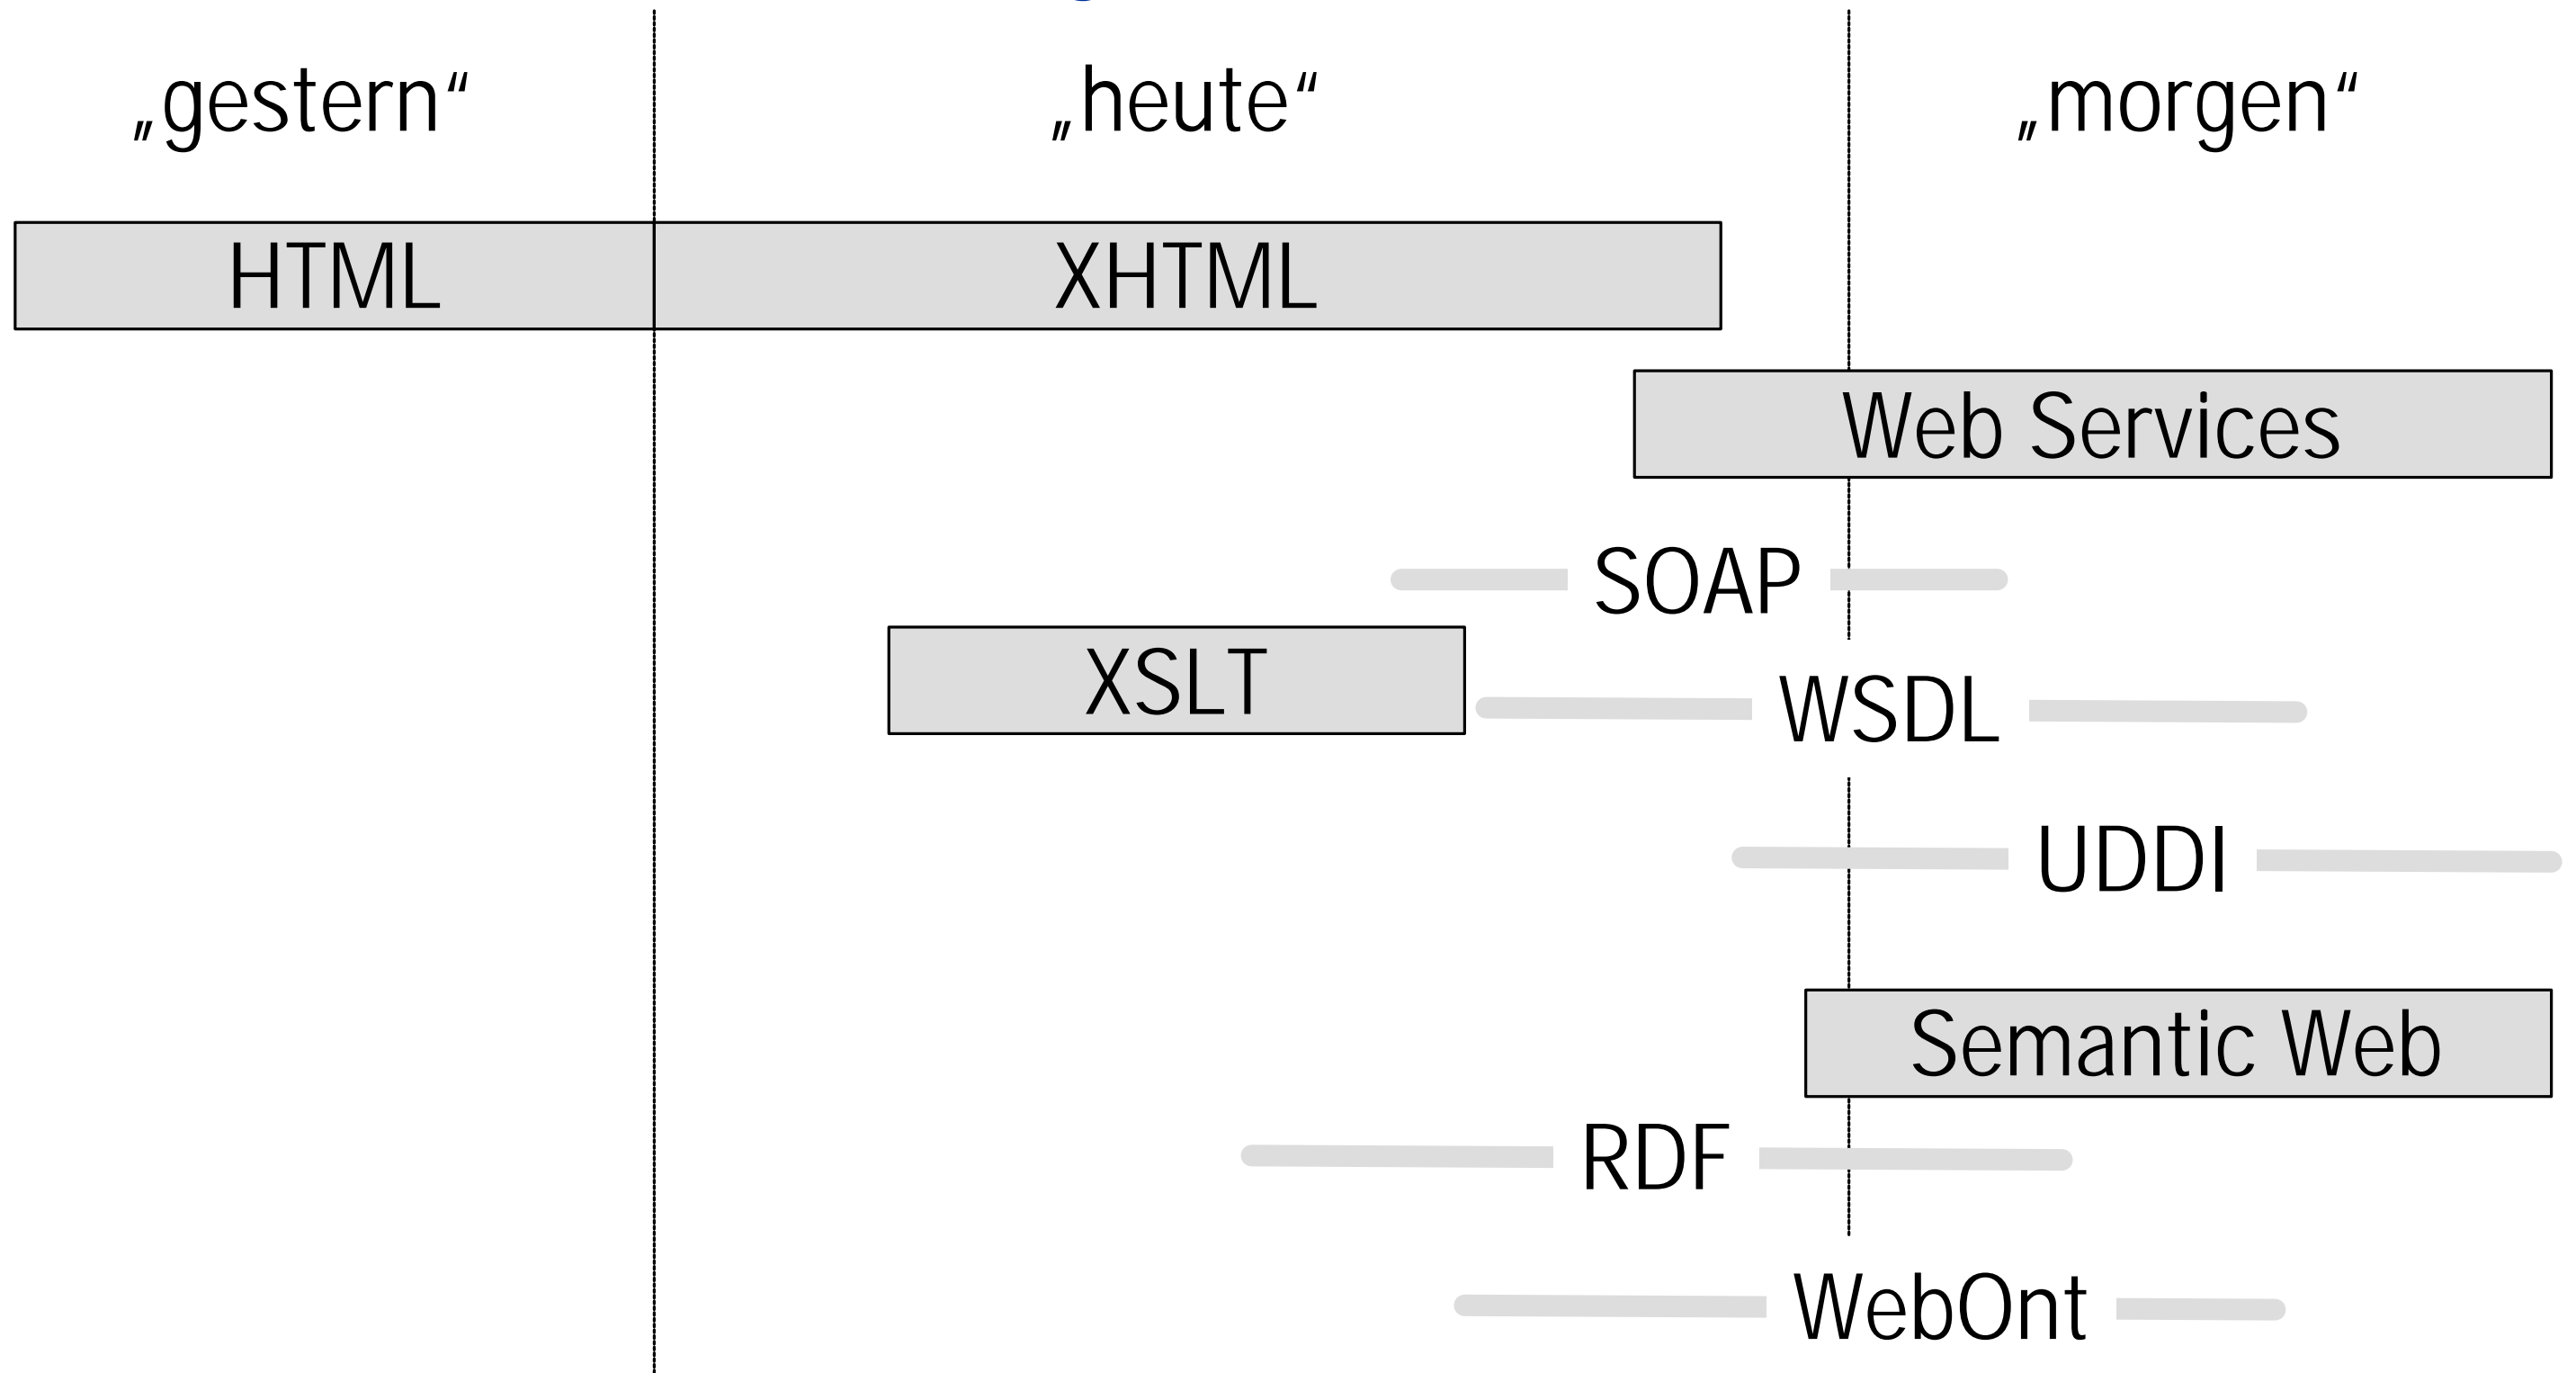 „gestern“ „heute“ „morgen“
HTML XHTML
Web Services
SOAP
XSLT WSDL
UDDI
Semantic Web
RDF
WebOnt